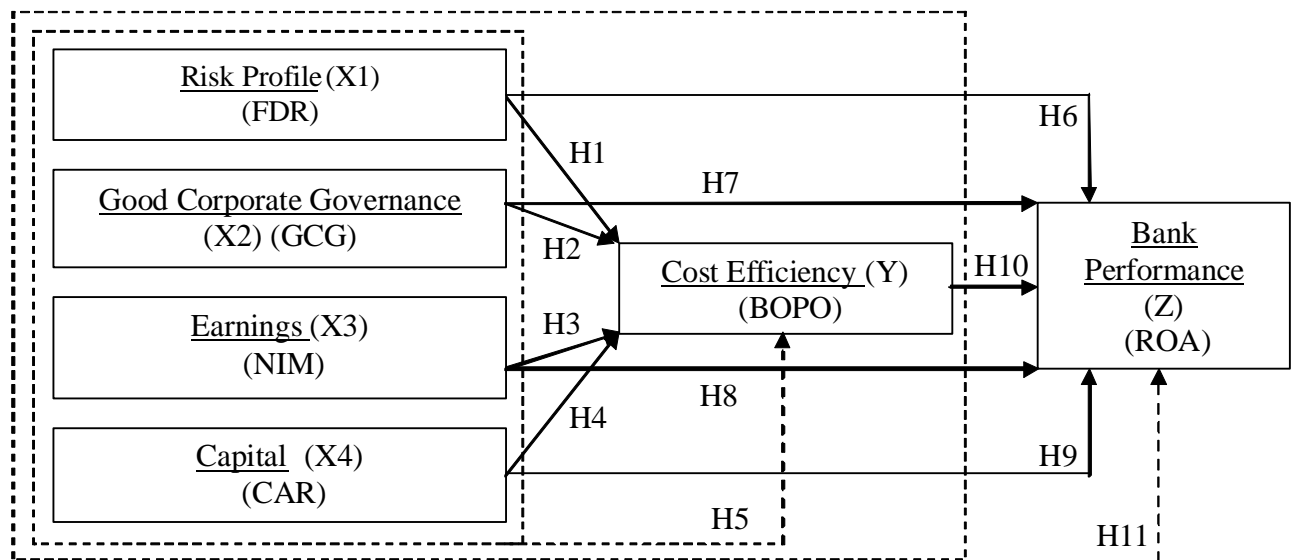 Risk Profile (X1)
(FDR)
H6
H1
Good Corporate Governance
(X2) (GCG)
H7
H2
Cost Efficiency (Y)
(BOPO)
H10
Bank
Performance
(Z)
(ROA)
Earnings (X3)
(NIM)
H3
H8
H4
Capital (X4)
(CAR)
H9
H5
H11